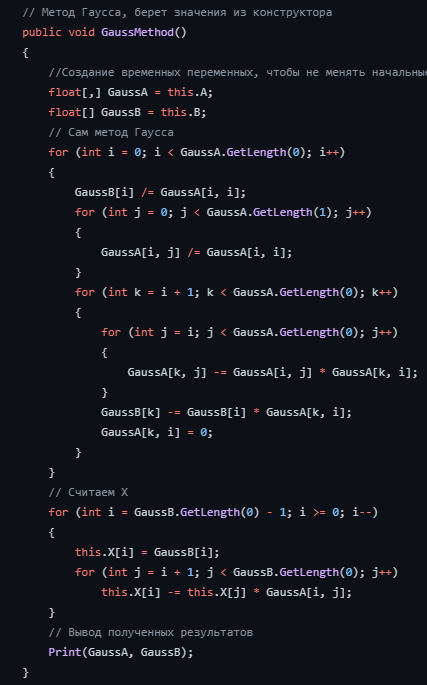 // Метод Гаусса, берет значения из конструктора
public void GaussMethod()
{
//Создание временных переменных, чтобы не менять начальные
float[,] GaussA = this.A;
float[] GaussB = this.B;
// Сам метод Гаусса
for (int i = 0; i < GaussA.GetLength(0); i++)
{
GaussB[i] /= GaussA[i, i];
for (int j = 0; j < GaussA.GetLength(1); j++)
{
GaussA[i, j] /= GaussA[i, i];
}
for (int k = i + 1; k < GaussA.GetLength(0); k++)
{
for (int j = i; j < GaussA.GetLength(0); j++)
{
GaussA[k, j] -= GaussA[i, j] * GaussA[k, i];
}
GaussB[k] -= GaussB[i] * GaussA[k, i];
GaussA[k, i] = 0;
}
}
// Считаем X
for (int i = GaussB.GetLength(0) - 1; i >= 0; i--)
{
this.X[i] = GaussB[i];
for (int j = i + 1; j < GaussB.GetLength(0); j++)
this.X[i] -= this.X[j] * GaussA[i, j];
}
// Вывод полученных результатов
Print(GaussA, GaussB);
}